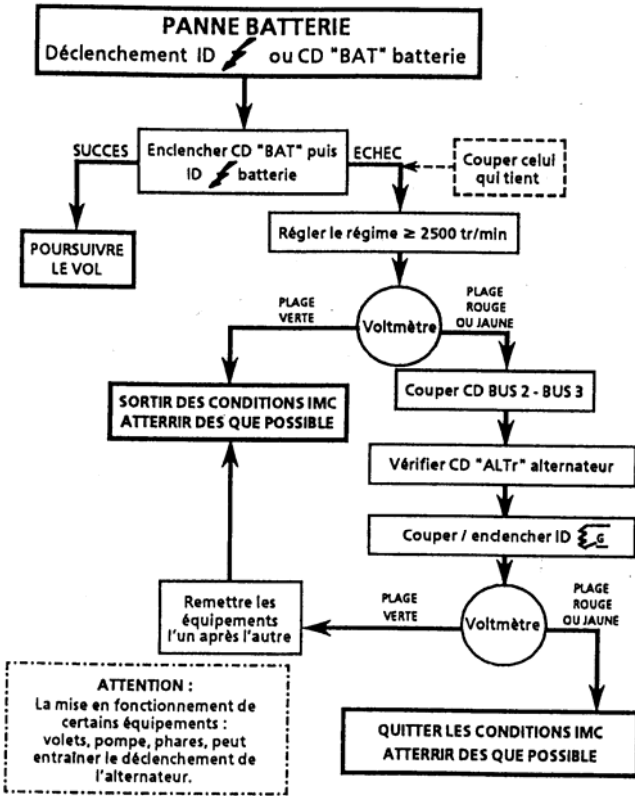 PANNE BATTERIE
Déclenchement ID ou CD "BAT" batterie
SUCCES
Enclencher CD "BAT" puis
ID batterie
ECHEC
Couper celui
qui tient
POURSUIVRE
LE VOL
Régler le régime ≥ 2500 tr/min
PLAGE
VERTE
Voltmètre
PLAGE
ROUGE
OU JAUNE
SORTIR DES CONDITIONS IMC
ATTERRIR DES QUE POSSIBLE
Couper CD BUS 2 - BUS 3
Vérifier CD "ALTr" alternateur
Couper / enclencher ID G
Remettre les
équipements
l'un après l'autre
PLAGE
VERTE
Voltmètre
PLAGE
ROUGE
OU JAUNE
ATTENTION :
La mise en fonctionnement de
certains équipements :
volets, pompe, phares, peut
entraîner le déclenchement de
l'alternateur.
QUITTER LES CONDITIONS IMC
ATTERRIR DES QUE POSSIBLE